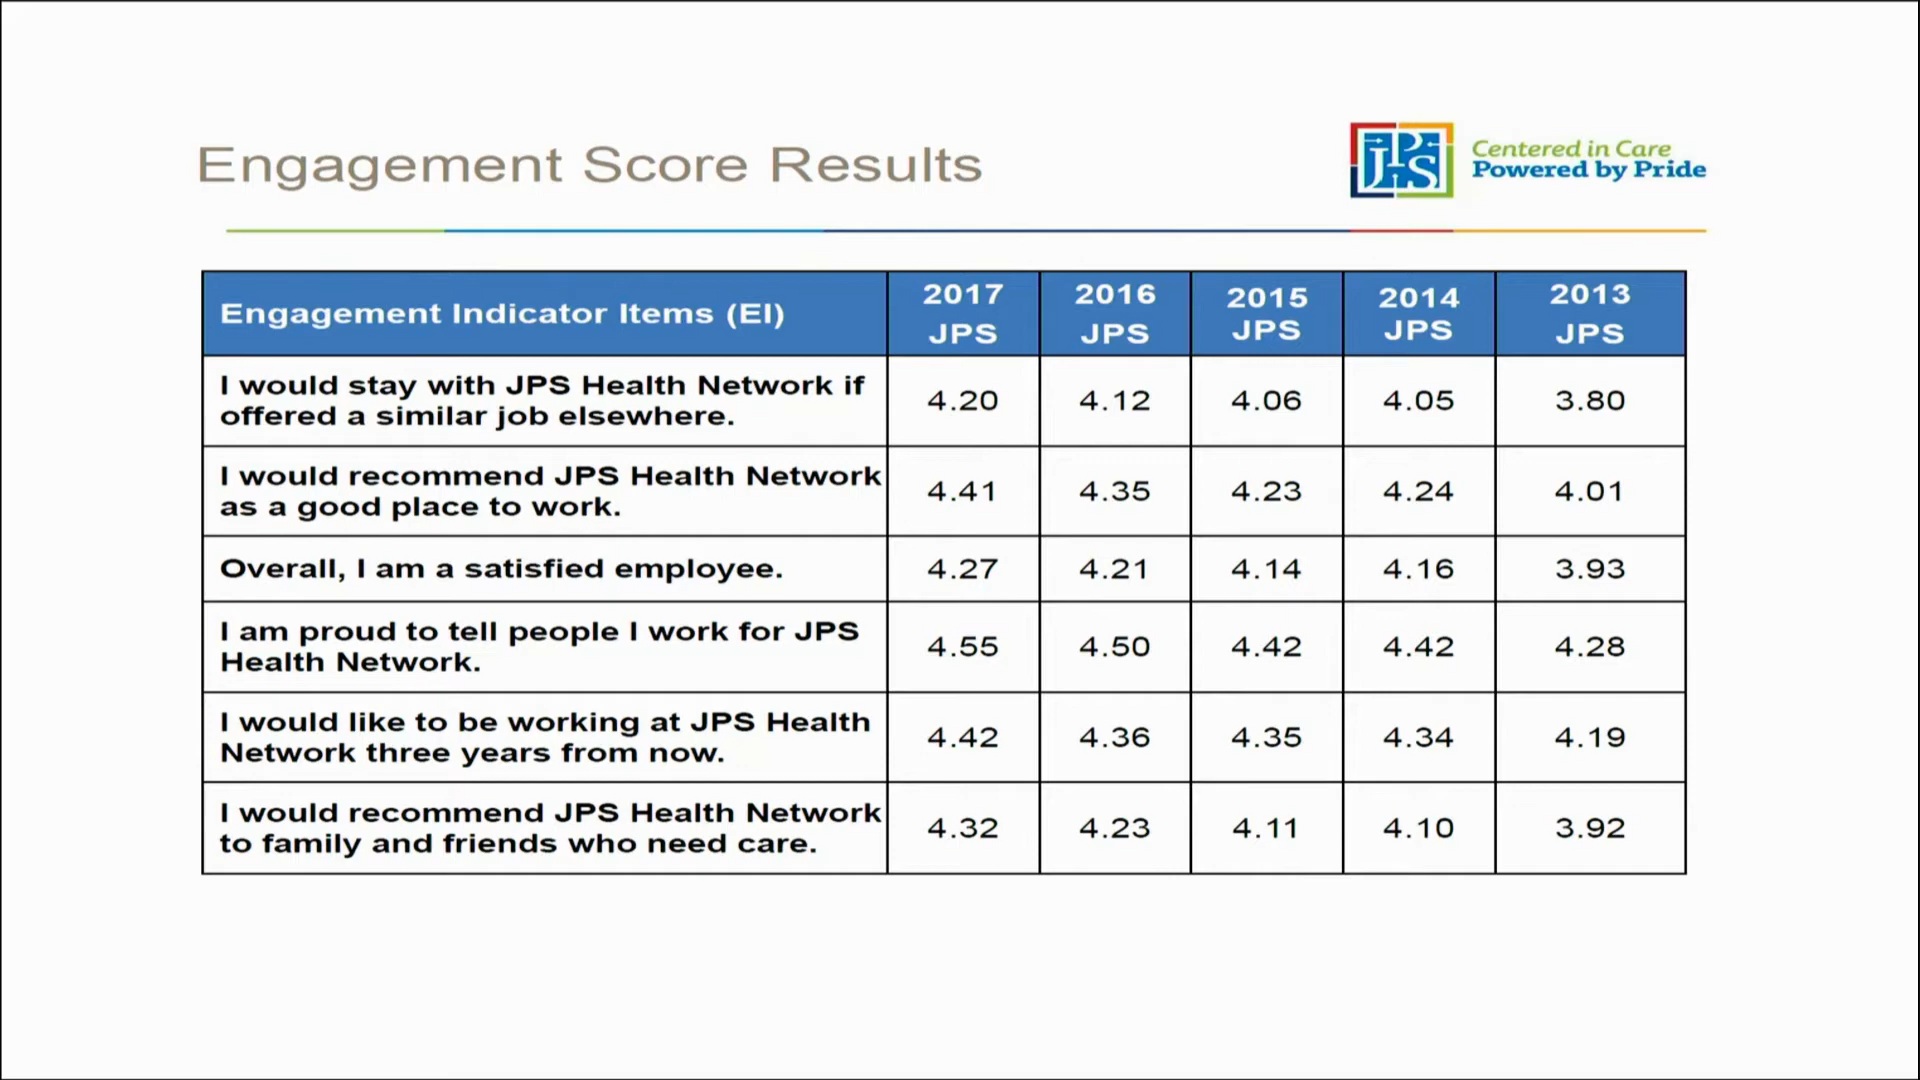 Engagement Score Results
JPS
Centered in Care
Powered by Pride
Engagement Indicator Items (EI)
2017
JPS
2016
JPS
2015
JPS
2014
JPS
2013
JPS
I would stay with JPS Health Network if
offered a similar job elsewhere.
4.20
4.12
4.06
4.05
3.80
I would recommend JPS Health Network
as a good place to work.
4.41
4.35
4.23
4.24
4.01
Overall, I am a satisfied employee.
4.27
4.21
4.14
4.16
3.93
I am proud to tell people I work for JPS
Health Network.
4.55
4.50
4.42
4.42
4.28
I would like to be working at JPS Health
Network three years from now.
4.42
4.36
4.35
4.34
4.19
I would recommend JPS Health Network
to family and friends who need care.
4.32
4.23
4.11
4.10
3.92